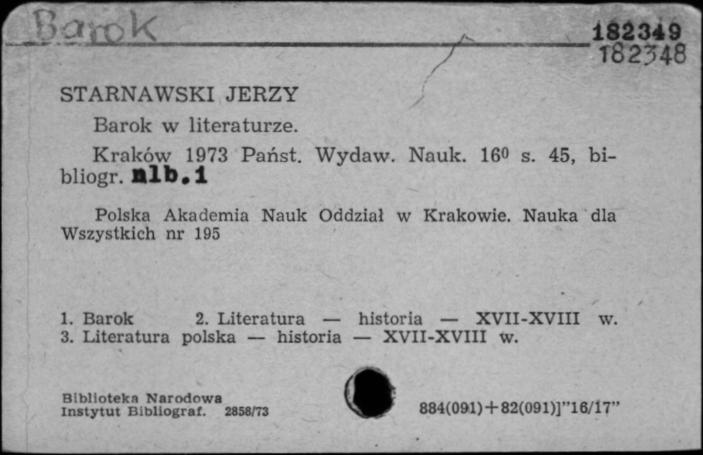 Barok
182349
182348
STARNAWSKI JERZY
Barok w literaturze.
Kraków 1973 Państ. Wydaw. Nauk. 16⁰ s. 45, bi-
bliogr. nlb.1
Polska Akademia Nauk Oddział w Krakowie. Nauka dla
Wszystkich nr 195
1. Barok 2. Literatura — historia — XVII-XVIII w.
3. Literatura polska — historia — XVII-XVIII w.
Biblioteka Narodowa
Instytut Bibliograf. 2858/73
884(091)+82(091)]"16/17"